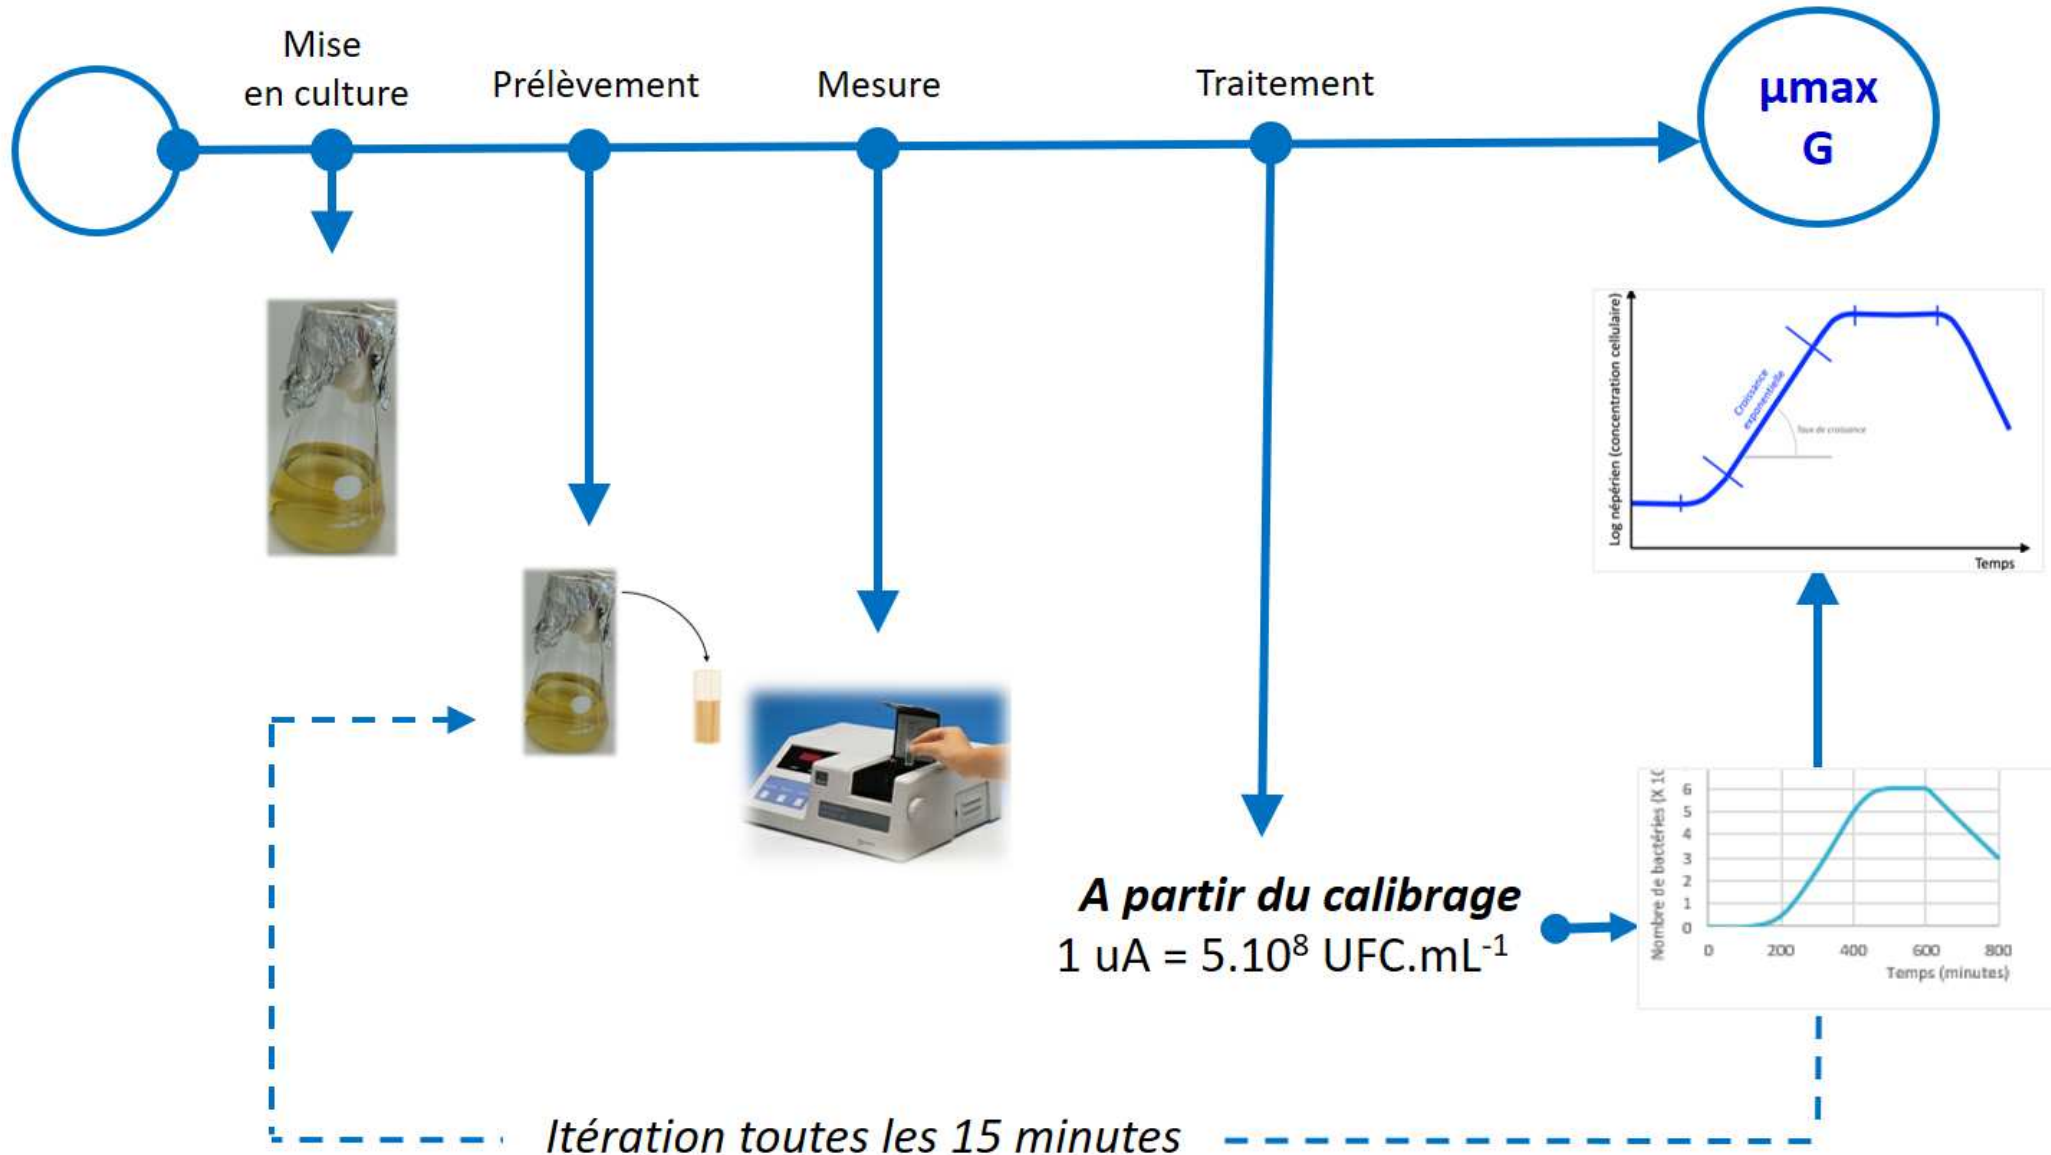 Mise
en culture
Prélèvement
Mesure
Traitement
µmax
G
Log népérien (concentration cellulaire)
Croissance
exponentielle
Taux de croissance
Temps
A partir du calibrage
1 uA = 5.10⁸ UFC.mL⁻¹
Nombre de bactéries (X 10
6
5
4
3
2
1
0
0 200 400 600 800
Temps (minutes)
Itération toutes les 15 minutes